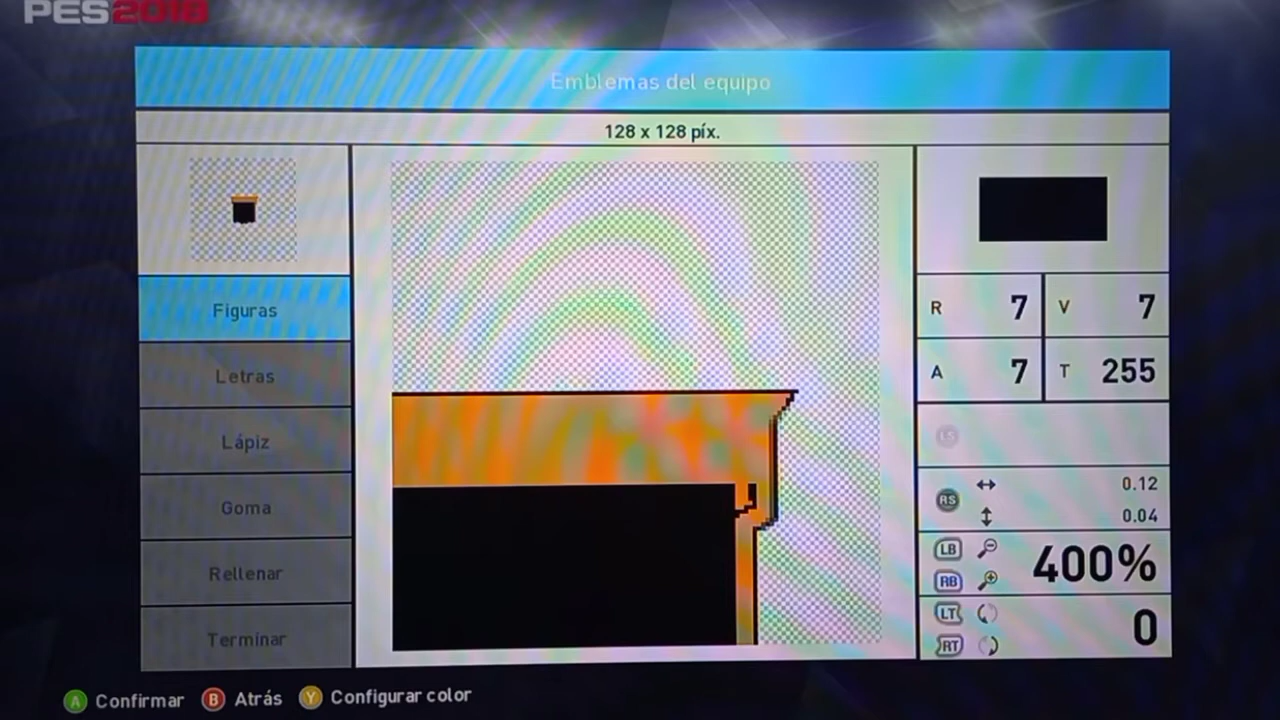 PES2018
Emblemas del equipo
128 x 128 píx.
Figuras
Letras
Lápiz
Goma
Rellenar
Terminar
R 7 V 7
A 7 T 255
LS
RS 0.12
0.04
LB 400%
RB
LT 0
RT
A Confirmar B Atrás Y Configurar color